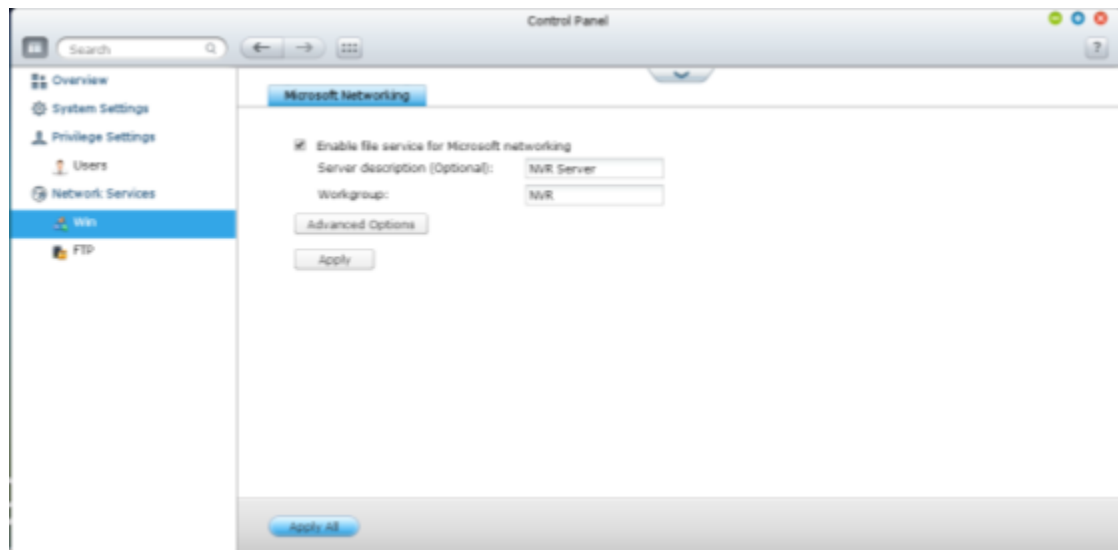 Control Panel
Search
?
Overview
System Settings
Privilege Settings
Users
Network Services
Win
FTP
Microsoft Networking
Enable file service for Microsoft networking
Server description (Optional): NVR Server
Workgroup: NVR
Advanced Options
Apply
Apply All